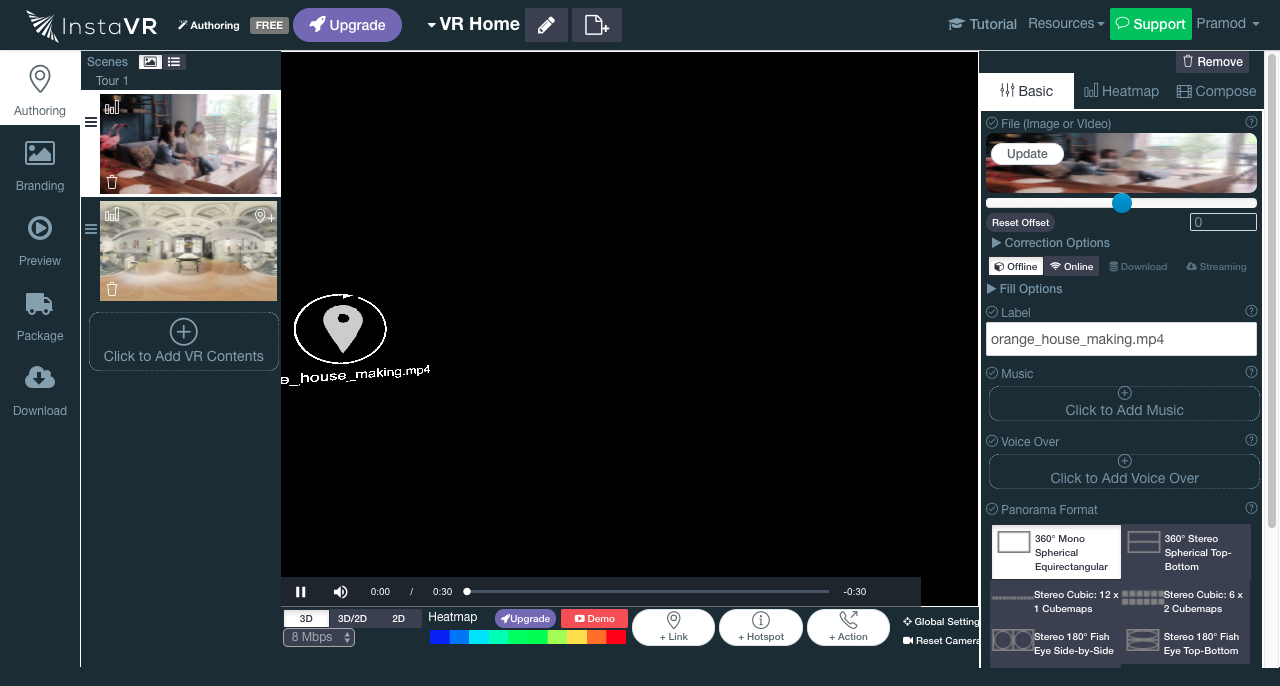 InstaVR
Authoring
FREE
Upgrade
VR Home
Tutorial
Resources
Support
Pramod
Authoring
Branding
Preview
Package
Download
Scenes
Tour 1
Click to Add VR Contents
e_house_making.mp4
0:00
/
0:30
-0:30
3D
3D/2D
2D
8 Mbps
Heatmap
Upgrade
Demo
+ Link
+ Hotspot
+ Action
Global Setting
Reset Camera
Remove
Basic
Heatmap
Compose
File (Image or VIdeo)
Update
Reset Offset
0
Correction Options
Offline
Online
Download
Streaming
Fill Options
Label
orange_house_making.mp4
Music
Click to Add Music
Voice Over
Click to Add Voice Over
Panorama Format
360° Mono
Spherical
Equirectangular
360° Stereo
Spherical Top-
Bottom
Stereo Cubic: 12 x
1 Cubemaps
Stereo Cubic: 6 x
2 Cubemaps
Stereo 180° Fish
Eye Side-by-Side
Stereo 180° Fish
Eye Top-Bottom